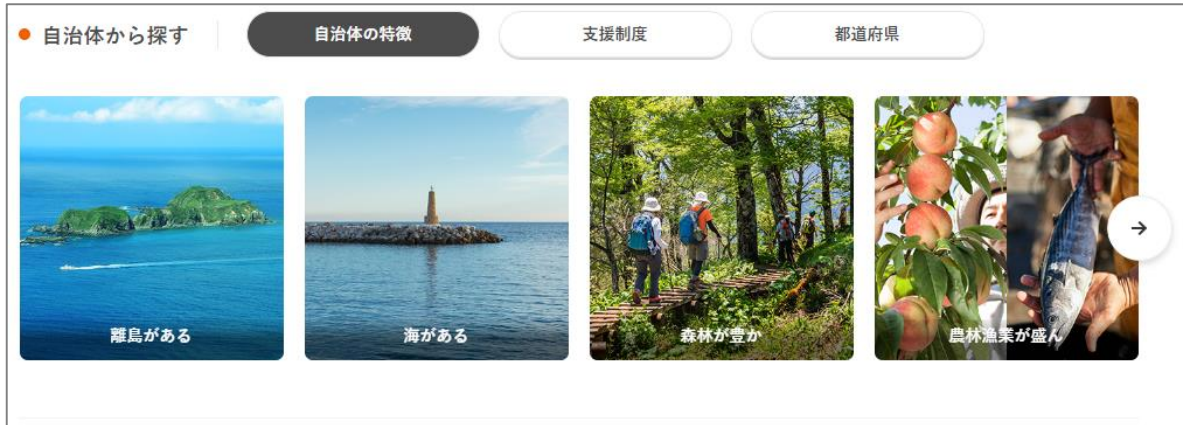 自治体から探す
自治体の特徴
支援制度
都道府県
離島がある
海がある
森林が豊か
農林漁業が盛ん